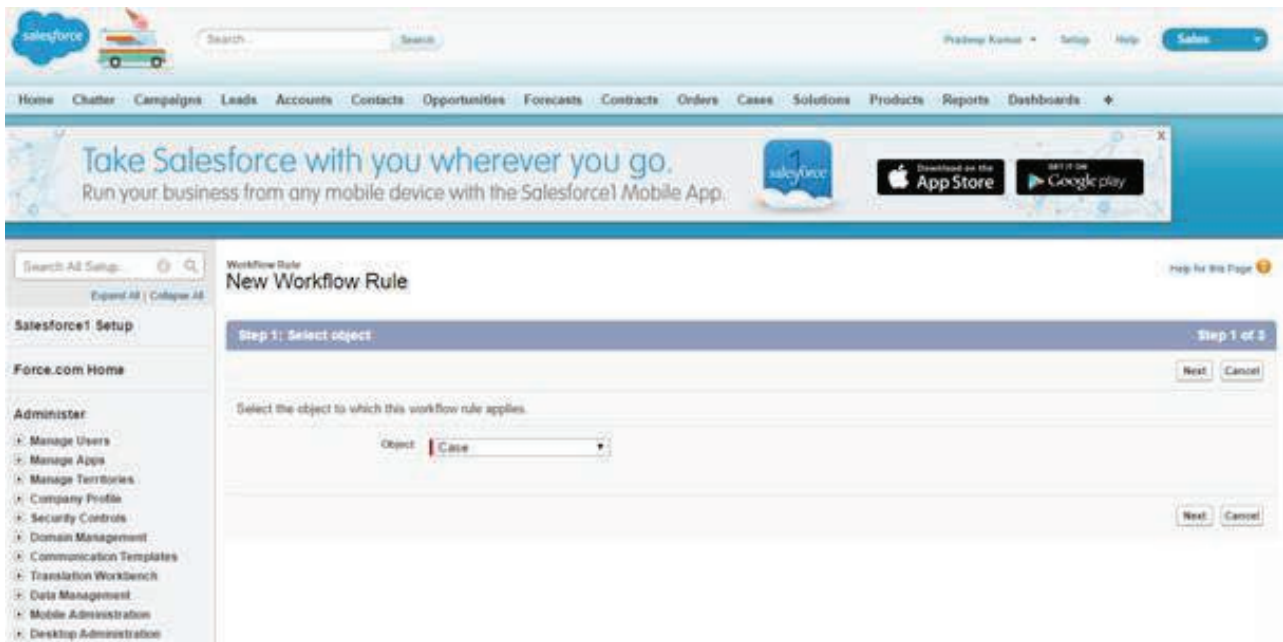 salesforce
Search...
Search
Pradeep Kumar
Setup
Help
Sales
Home Chatter Campaigns Leads Accounts Contacts Opportunities Forecasts Contracts Orders Cases Solutions Products Reports Dashboards +
Take Salesforce with you wherever you go.
Run your business from any mobile device with the Salesforce1 Mobile App.
1
salesforce
Download on the
App Store
GET IT ON
Google play
X
Search All Setup...
Expand All | Collapse All
Salesforce1 Setup
Force.com Home
Administer
Manage Users
Manage Apps
Manage Territories
Company Profile
Security Controls
Domain Management
Communication Templates
Translation Workbench
Data Management
Mobile Administration
Desktop Administration
Workflow Rule
New Workflow Rule
Help for this Page
Step 1: Select object
Step 1 of 3
Next Cancel
Select the object to which this workflow rule applies.
Object Case
Next Cancel